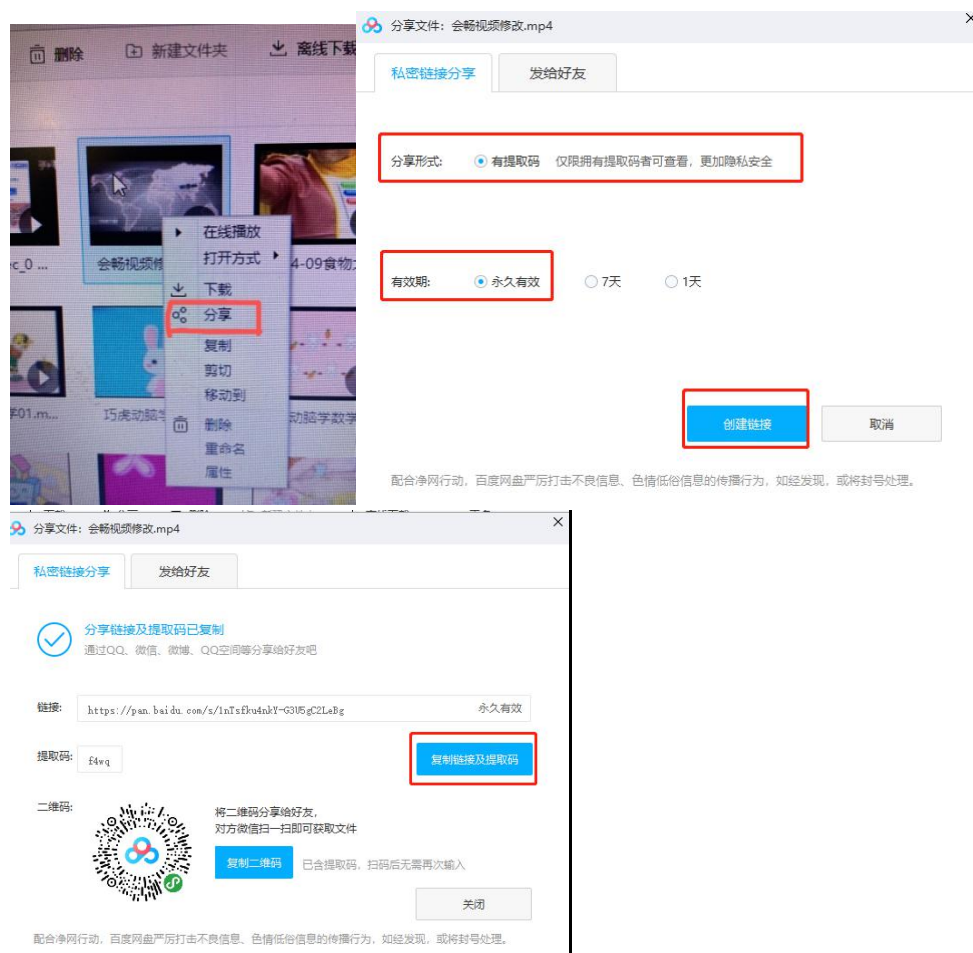 删除 新建文件夹 离线下载
c_0 ... 会畅视频修 4-09食物
在线播放
打开方式
下载
分享
复制
剪切
移动到
删除
重命名
属性
01.m... 巧虎动脑 动脑学数学
分享文件：会畅视频修改.mp4
私密链接分享 发给好友
分享形式: 有提取码 仅限拥有提取码者可查看，更加隐私安全
有效期: 永久有效 7天 1天
创建链接 取消
配合净网行动，百度网盘严厉打击不良信息、色情低俗信息的传播行为，如经发现，或将封号处理。
分享文件：会畅视频修改.mp4
私密链接分享 发给好友
分享链接及提取码已复制
通过QQ、微信、微博、QQ空间等分享给好友吧
链接: https://pan.baidu.com/s/1nTsfku4nkY-G3U5gC2LeBg 永久有效
提取码: f4wq 复制链接及提取码
二维码: 将二维码分享给好友，
对方微信扫一扫即可获取文件
复制二维码 已含提取码，扫码后无需再次输入
关闭
配合净网行动，百度网盘严厉打击不良信息、色情低俗信息的传播行为，如经发现，或将封号处理。